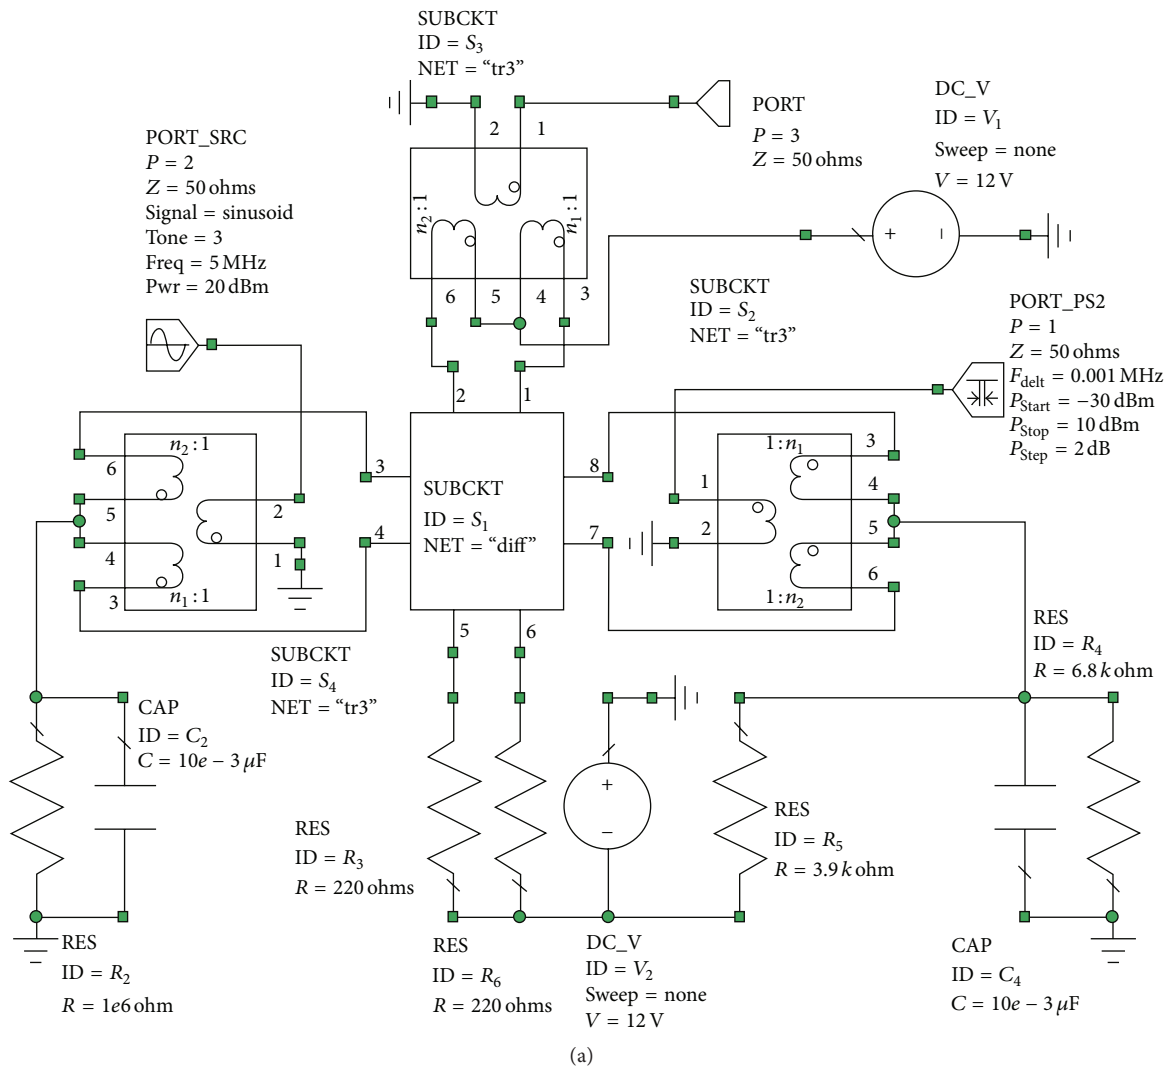 SUBCKT
ID = S3
NET = “tr3”
2
1
PORT
P = 3
Z = 50 ohms
DC_V
ID = V1
Sweep = none
V = 12 V
+
−
PORT_SRC
P = 2
Z = 50 ohms
Signal = sinusoid
Tone = 3
Freq = 5 MHz
Pwr = 20 dBm
n2 : 1
n1 : 1
6
5
4
3
SUBCKT
ID = S2
NET = “tr3”
PORT_PS2
P = 1
Z = 50 ohms
Fdelt = 0.001 MHz
PStart = −30 dBm
PStop = 10 dBm
PStep = 2 dB
2
1
n2 : 1
6
5
4
3
n1 : 1
2
1
3
4
SUBCKT
ID = S1
NET = “diff”
8
7
5
6
1 : n1
1
2
3
4
5
6
1 : n2
SUBCKT
ID = S4
NET = “tr3”
RES
ID = R4
R = 6.8 k ohm
CAP
ID = C2
C = 10e − 3 μF
RES
ID = R3
R = 220 ohms
+
−
RES
ID = R5
R = 3.9 k ohm
RES
ID = R2
R = 1e6 ohm
RES
ID = R6
R = 220 ohms
DC_V
ID = V2
Sweep = none
V = 12 V
CAP
ID = C4
C = 10e − 3 μF
(a)